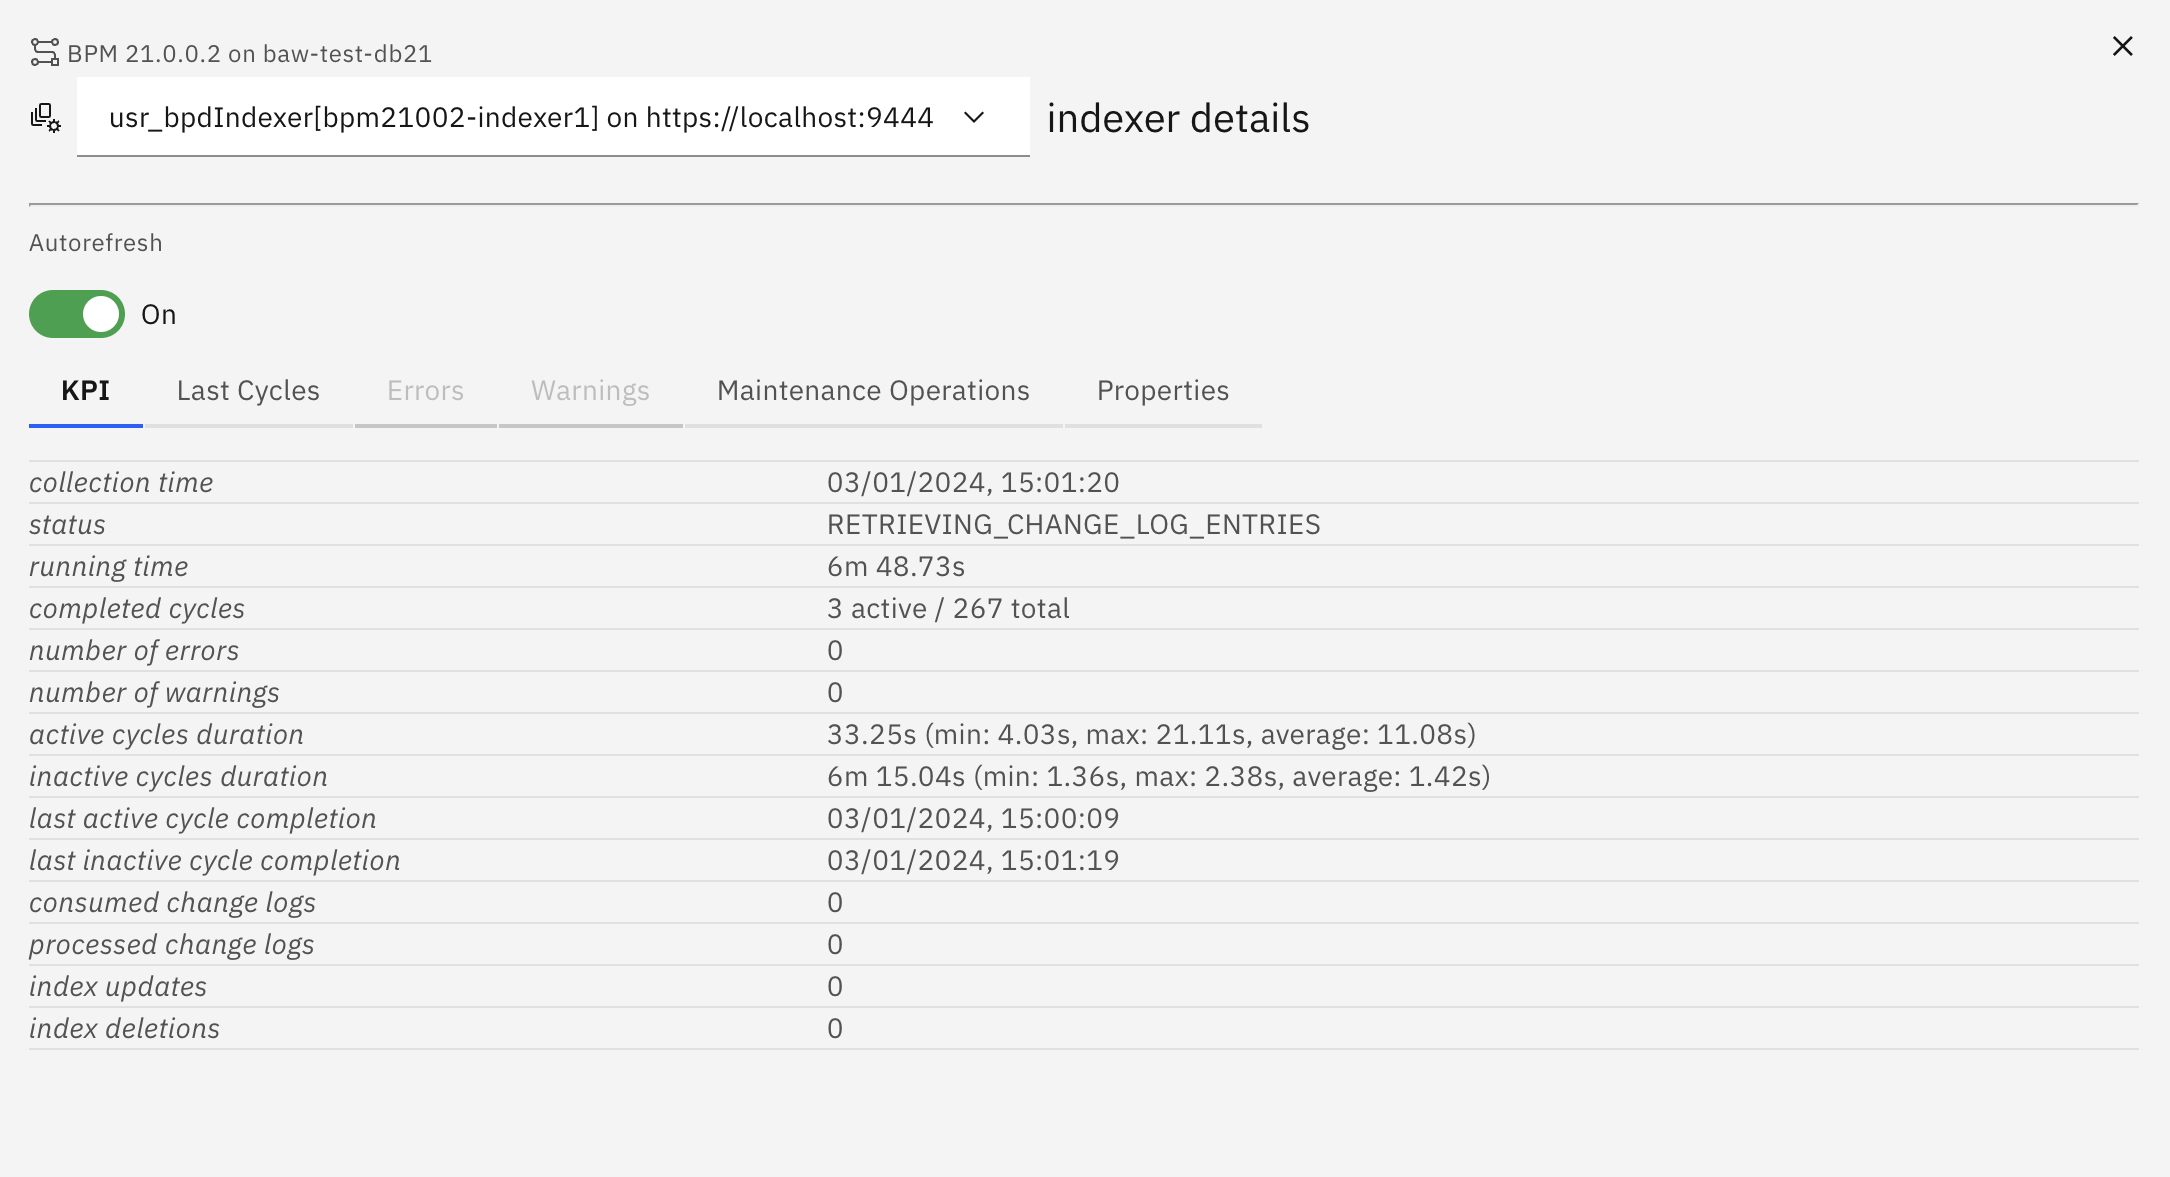 BPM 21.0.0.2 on baw-test-db21
usr_bpdIndexer[bpm21002-indexer1] on https://localhost:9444 indexer details
Autorefresh
On
KPI Last Cycles Errors Warnings Maintenance Operations Properties
collection time 03/01/2024, 15:01:20
status RETRIEVING_CHANGE_LOG_ENTRIES
running time 6m 48.73s
completed cycles 3 active / 267 total
number of errors 0
number of warnings 0
active cycles duration 33.25s (min: 4.03s, max: 21.11s, average: 11.08s)
inactive cycles duration 6m 15.04s (min: 1.36s, max: 2.38s, average: 1.42s)
last active cycle completion 03/01/2024, 15:00:09
last inactive cycle completion 03/01/2024, 15:01:19
consumed change logs 0
processed change logs 0
index updates 0
index deletions 0